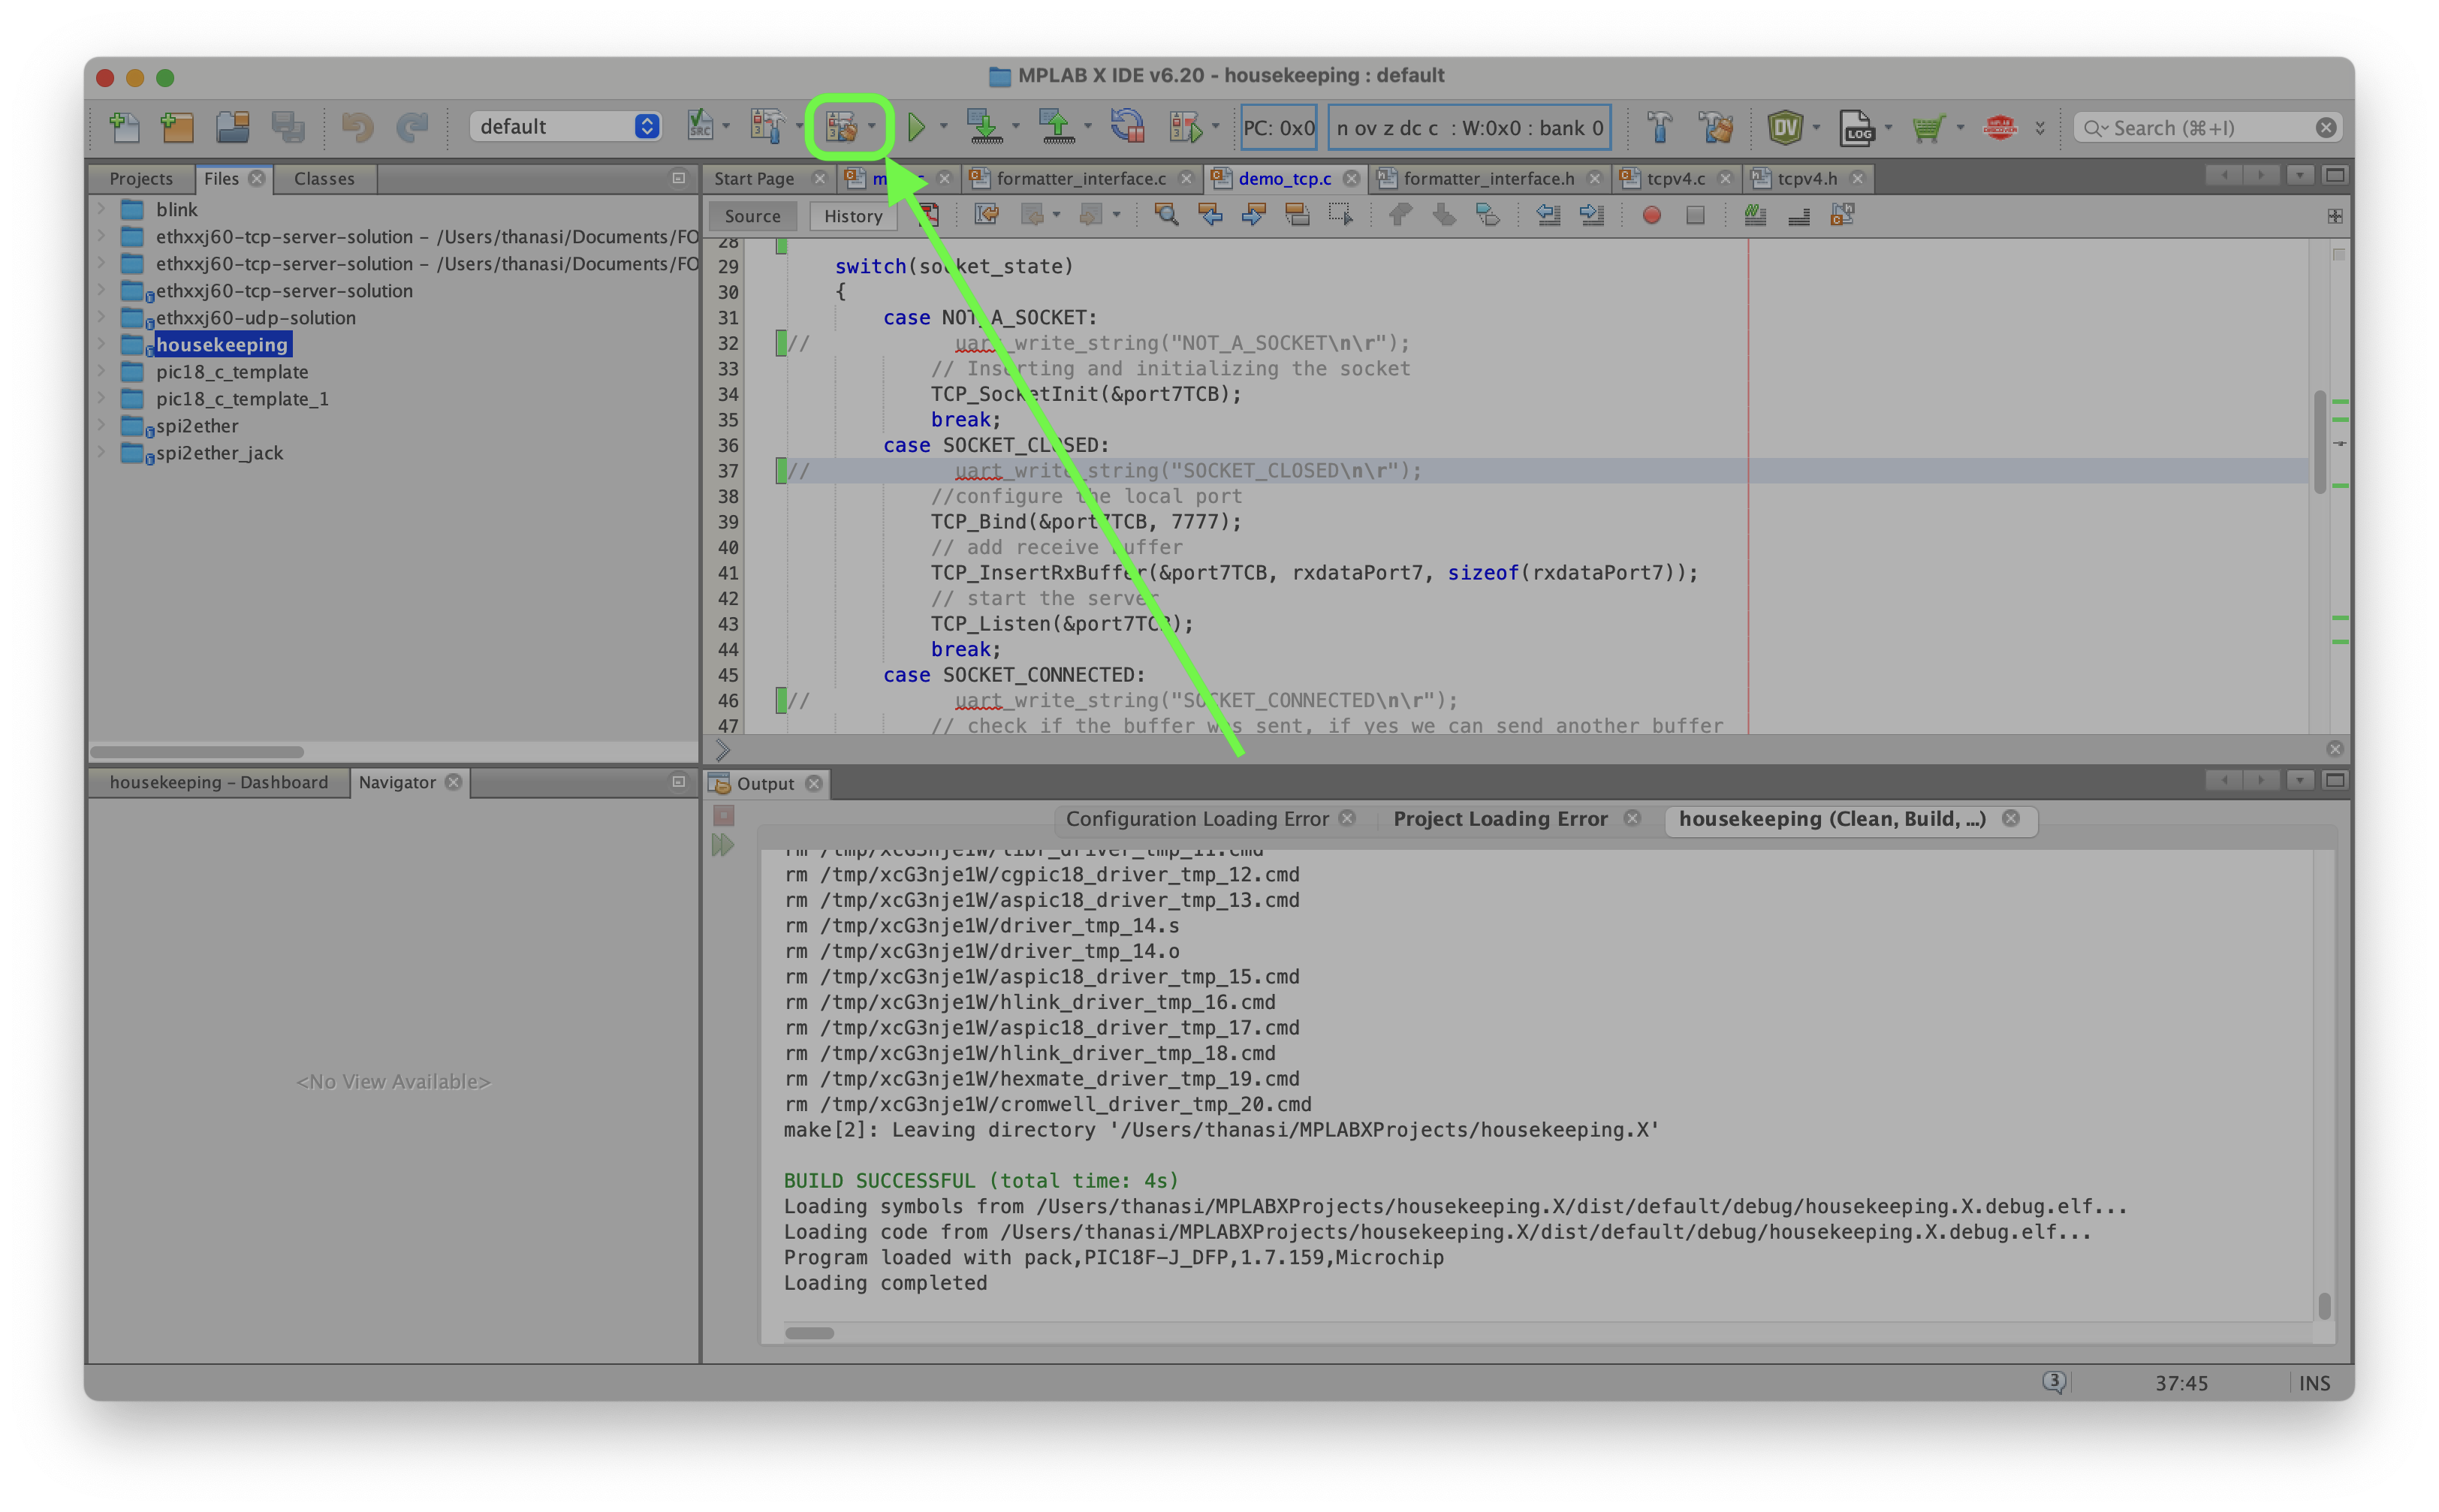 MPLAB X IDE v6.20 - housekeeping : default
default
PC: 0x0
n ov z dc c : W:0x0 : bank 0
Search (⌘+I)
Projects
Files
Classes
Start Page
formatter_interface.c
demo_tcp.c
formatter_interface.h
tcpv4.c
tcpv4.h
Source
History
blink
ethxxj60-tcp-server-solution – /Users/thanasi/Documents/FO
ethxxj60-tcp-server-solution – /Users/thanasi/Documents/FO
ethxxj60-tcp-server-solution
ethxxj60-udp-solution
housekeeping
pic18_c_template
pic18_c_template_1
spi2ether
spi2ether_jack
28
29 switch(socket_state)
30 {
31 case NOT_A_SOCKET:
32 // uart_write_string("NOT_A_SOCKET\n\r");
33 // Inserting and initializing the socket
34 TCP_SocketInit(&port7TCB);
35 break;
36 case SOCKET_CLOSED:
37 // uart_write_string("SOCKET_CLOSED\n\r");
38 //configure the local port
39 TCP_Bind(&port7TCB, 7777);
40 // add receive buffer
41 TCP_InsertRxBuffer(&port7TCB, rxdataPort7, sizeof(rxdataPort7));
42 // start the server
43 TCP_Listen(&port7TCB);
44 break;
45 case SOCKET_CONNECTED:
46 // uart_write_string("SOCKET_CONNECTED\n\r");
47 // check if the buffer was sent, if yes we can send another buffer
housekeeping – Dashboard
Navigator
<No View Available>
Output
Configuration Loading Error
Project Loading Error
housekeeping (Clean, Build, ...)
rm /tmp/xcG3nje1W/libr_driver_tmp_11.cmd
rm /tmp/xcG3nje1W/cgpic18_driver_tmp_12.cmd
rm /tmp/xcG3nje1W/aspic18_driver_tmp_13.cmd
rm /tmp/xcG3nje1W/driver_tmp_14.s
rm /tmp/xcG3nje1W/driver_tmp_14.o
rm /tmp/xcG3nje1W/aspic18_driver_tmp_15.cmd
rm /tmp/xcG3nje1W/hlink_driver_tmp_16.cmd
rm /tmp/xcG3nje1W/aspic18_driver_tmp_17.cmd
rm /tmp/xcG3nje1W/hlink_driver_tmp_18.cmd
rm /tmp/xcG3nje1W/hexmate_driver_tmp_19.cmd
rm /tmp/xcG3nje1W/cromwell_driver_tmp_20.cmd
make[2]: Leaving directory '/Users/thanasi/MPLABXProjects/housekeeping.X'
BUILD SUCCESSFUL (total time: 4s)
Loading symbols from /Users/thanasi/MPLABXProjects/housekeeping.X/dist/default/debug/housekeeping.X.debug.elf...
Loading code from /Users/thanasi/MPLABXProjects/housekeeping.X/dist/default/debug/housekeeping.X.debug.elf...
Program loaded with pack,PIC18F-J_DFP,1.7.159,Microchip
Loading completed
3
37:45
INS